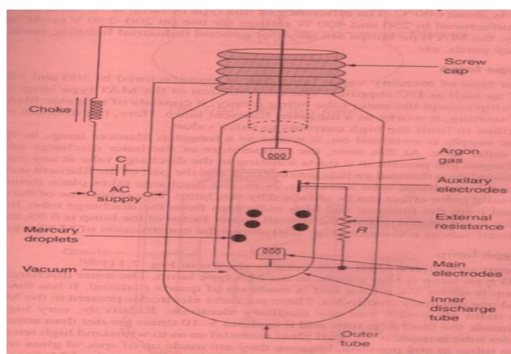 Screw
cap
Choke
C
AC
supply
Argon
gas
Auxilary
electrodes
External
resistance
R
Mercury
droplets
Vacuum
Main
electrodes
Inner
discharge
tube
Outer
tube